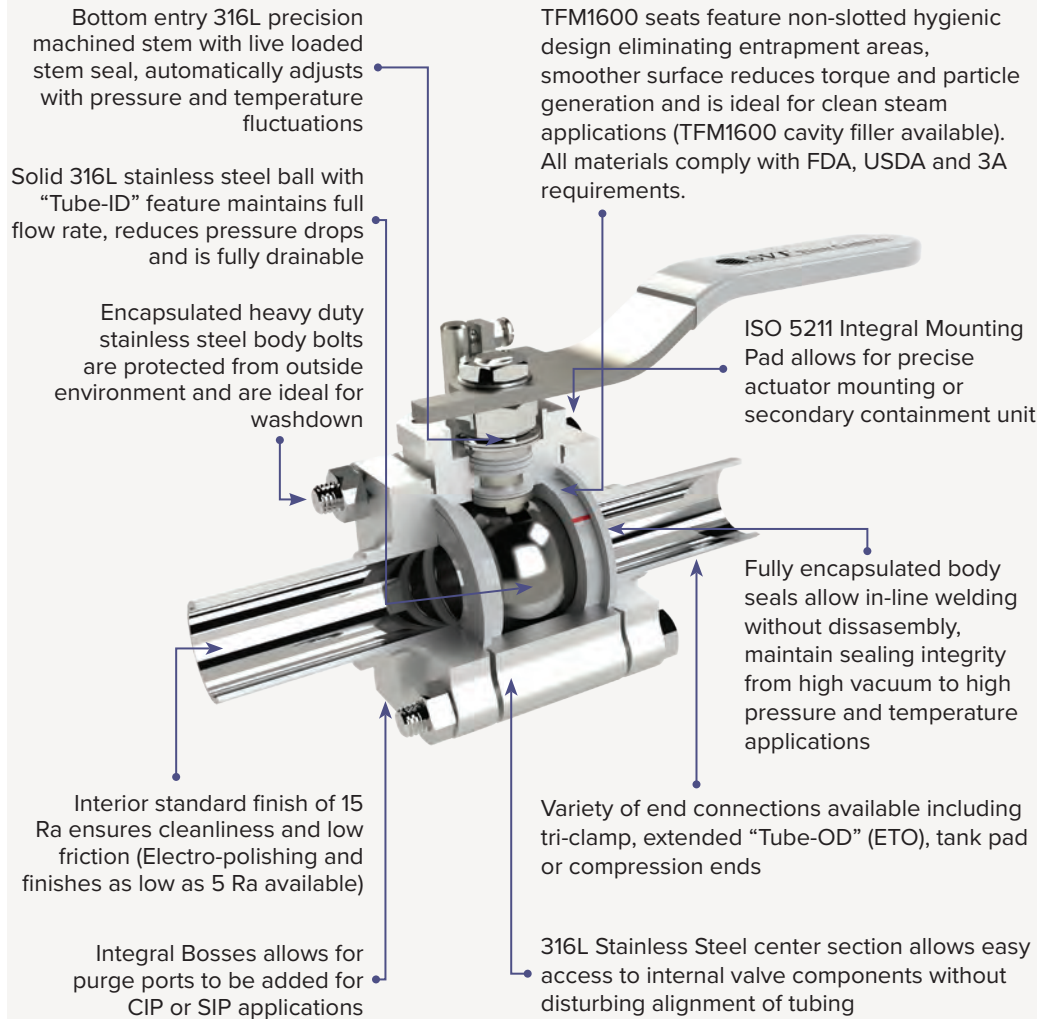 Bottom entry 316L precision
machined stem with live loaded
stem seal, automatically adjusts
with pressure and temperature
fluctuations
TFM1600 seats feature non-slotted hygienic
design eliminating entrapment areas,
smoother surface reduces torque and particle
generation and is ideal for clean steam
applications (TFM1600 cavity filler available).
All materials comply with FDA, USDA and 3A
requirements.
Solid 316L stainless steel ball with
“Tube-ID” feature maintains full
flow rate, reduces pressure drops
and is fully drainable
SVF
Encapsulated heavy duty
stainless steel body bolts
are protected from outside
environment and are ideal for
washdown
ISO 5211 Integral Mounting
Pad allows for precise
actuator mounting or
secondary containment unit
Fully encapsulated body
seals allow in-line welding
without dissasembly,
maintain sealing integrity
from high vacuum to high
pressure and temperature
applications
Interior standard finish of 15
Ra ensures cleanliness and low
friction (Electro-polishing and
finishes as low as 5 Ra available)
Variety of end connections available including
tri-clamp, extended “Tube-OD” (ETO), tank pad
or compression ends
Integral Bosses allows for
purge ports to be added for
CIP or SIP applications
316L Stainless Steel center section allows easy
access to internal valve components without
disturbing alignment of tubing